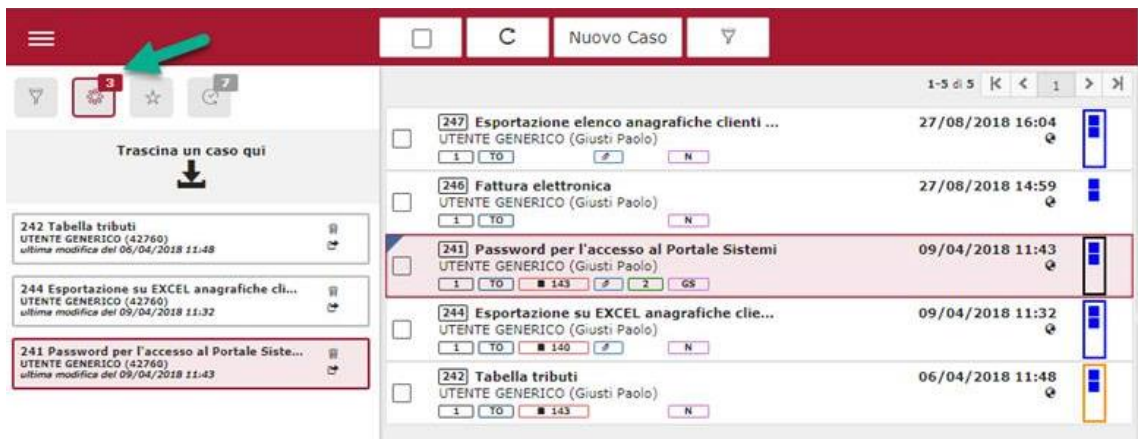 Nuovo Caso
3
7
Trascina un caso qui
242 Tabella tributi
UTENTE GENERICO (42760)
ultima modifica del 06/04/2018 11:48
244 Esportazione su EXCEL anagrafiche cli...
UTENTE GENERICO (42760)
ultima modifica del 09/04/2018 11:32
241 Password per l'accesso al Portale Siste...
UTENTE GENERICO (42760)
ultima modifica del 09/04/2018 11:43
1-5 di 5 1
247 Esportazione elenco anagrafiche clienti ... 27/08/2018 16:04
UTENTE GENERICO (Giusti Paolo)
1 TO N
246 Fattura elettronica 27/08/2018 14:59
UTENTE GENERICO (Giusti Paolo)
1 TO N
241 Password per l'accesso al Portale Sistemi 09/04/2018 11:43
UTENTE GENERICO (Giusti Paolo)
1 TO 143 2 GS
244 Esportazione su EXCEL anagrafiche clie... 09/04/2018 11:32
UTENTE GENERICO (Giusti Paolo)
1 TO 140 N
242 Tabella tributi 06/04/2018 11:48
UTENTE GENERICO (Giusti Paolo)
1 TO 143 N